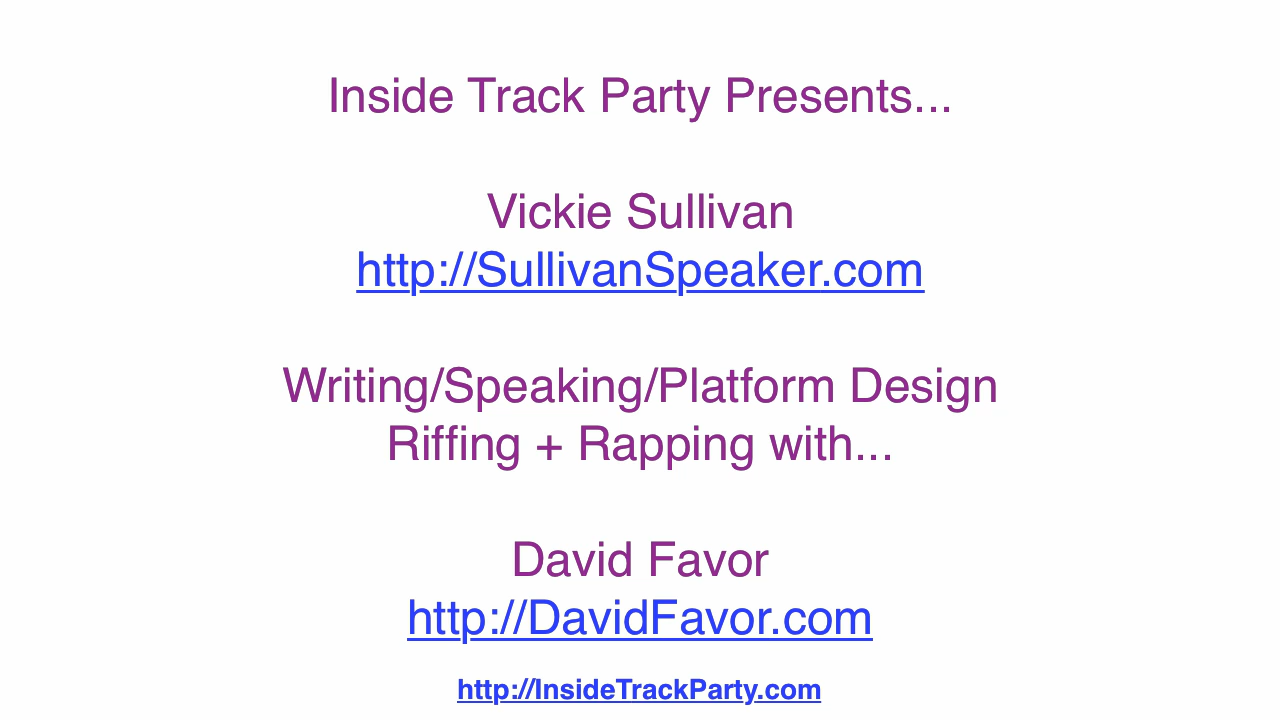 Inside Track Party Presents...
Vickie Sullivan
http://SullivanSpeaker.com
Writing/Speaking/Platform Design
Riffing + Rapping with...
David Favor
http://DavidFavor.com
http://InsideTrackParty.com